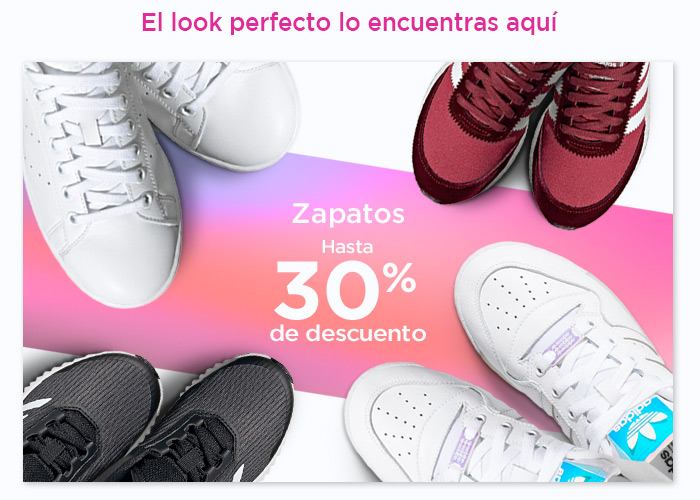 El look perfecto lo encuentras aquí
Zapatos
Hasta
30%
de descuento
adidas